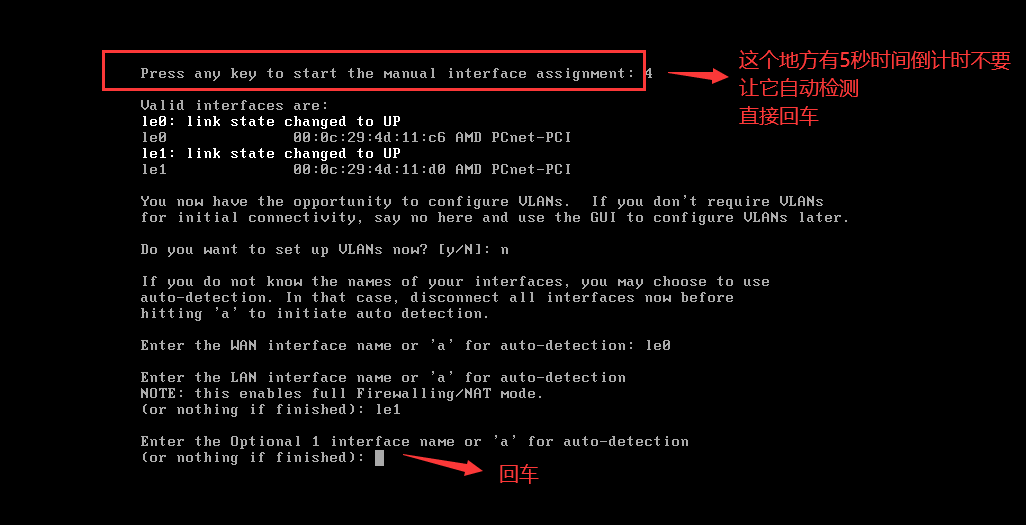 Press any key to start the manual interface assignment: 4
这个地方有5秒时间倒计时不要
让它自动检测
直接回车
Valid interfaces are:
le0: link state changed to UP
le0 00:0c:29:4d:11:c6 AMD PCnet-PCI
le1: link state changed to UP
le1 00:0c:29:4d:11:d0 AMD PCnet-PCI
You now have the opportunity to configure VLANs. If you don't require VLANs
for initial connectivity, say no here and use the GUI to configure VLANs later.
Do you want to set up VLANs now? [y/N]: n
If you do not know the names of your interfaces, you may choose to use
auto-detection. In that case, disconnect all interfaces now before
hitting 'a' to initiate auto detection.
Enter the WAN interface name or 'a' for auto-detection: le0
Enter the LAN interface name or 'a' for auto-detection
NOTE: this enables full Firewalling/NAT mode.
(or nothing if finished): le1
Enter the Optional 1 interface name or 'a' for auto-detection
(or nothing if finished):
回车